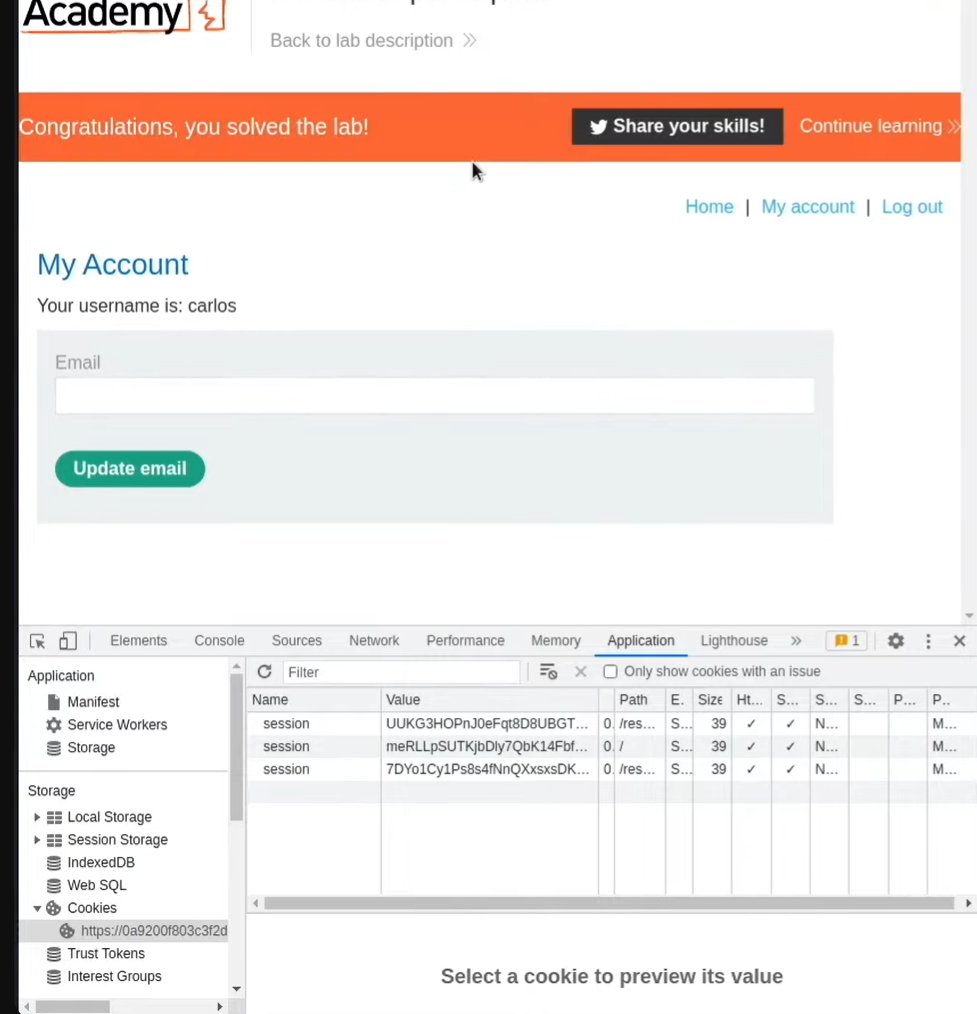 Academy
Back to lab description
Congratulations, you solved the lab!
Share your skills!
Continue learning
Home | My account | Log out
My Account
Your username is: carlos
Email
Update email
Elements Console Sources Network Performance Memory Application Lighthouse » 1
Application
Manifest
Service Workers
Storage
Storage
Local Storage
Session Storage
IndexedDB
Web SQL
Cookies
https://0a9200f803c3f2d
Trust Tokens
Interest Groups
Filter
Only show cookies with an issue
Name Value Path E. Size Ht... S... S... S... P... P..
session UUKG3HOPnJ0eFqt8D8UBGT... 0. /res... S... 39 ✓ ✓ N... M...
session meRLLpSUTKjbDly7QbK14Fbf... 0. / S... 39 ✓ ✓ N... M...
session 7DYo1Cy1Ps8s4fNnQXxsxsDK... 0. /res... S... 39 ✓ ✓ N... M...
Select a cookie to preview its value